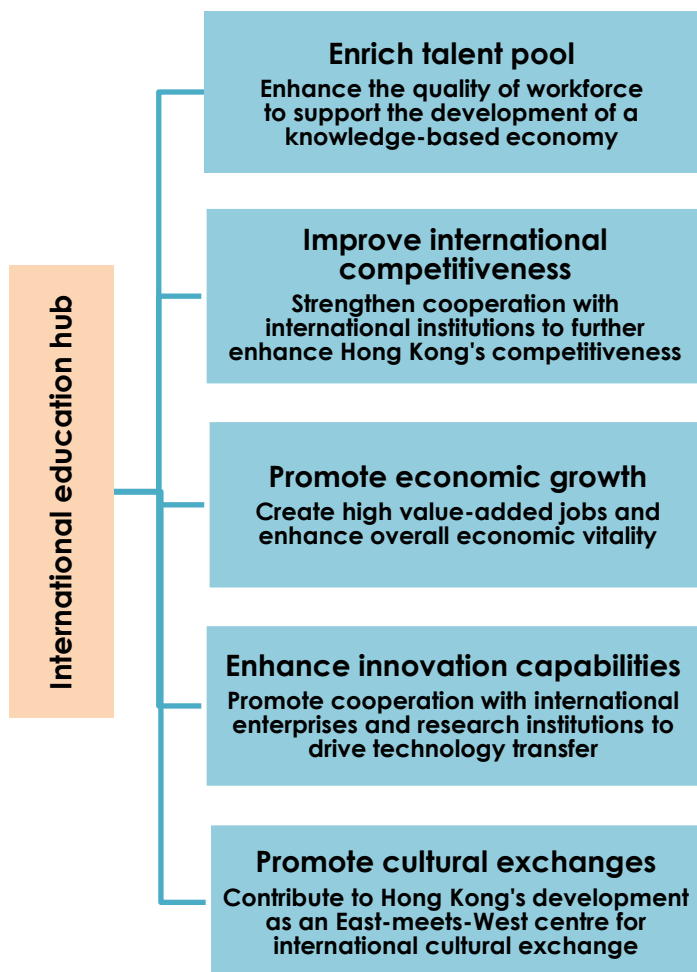 International education hub
Enrich talent pool
Enhance the quality of workforce
to support the development of a
knowledge-based economy
Improve international
competitiveness
Strengthen cooperation with
international institutions to further
enhance Hong Kong's competitiveness
Promote economic growth
Create high value-added jobs and
enhance overall economic vitality
Enhance innovation capabilities
Promote cooperation with international
enterprises and research institutions to
drive technology transfer
Promote cultural exchanges
Contribute to Hong Kong's development
as an East-meets-West centre for
international cultural exchange